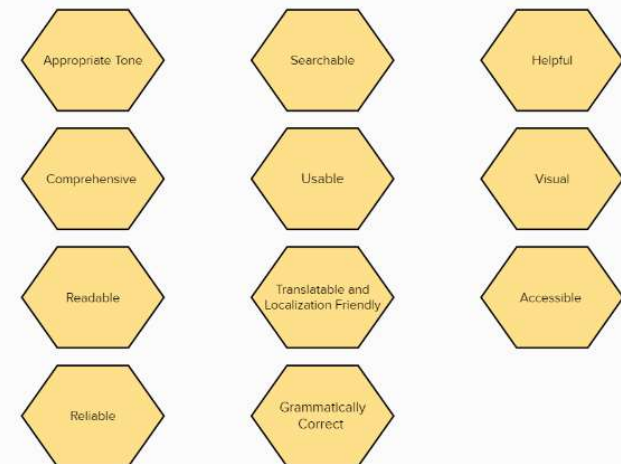 Appropriate Tone
Searchable
Helpful
Comprehensive
Usable
Visual
Readable
Translatable and
Localization Friendly
Accessible
Reliable
Grammatically
Correct